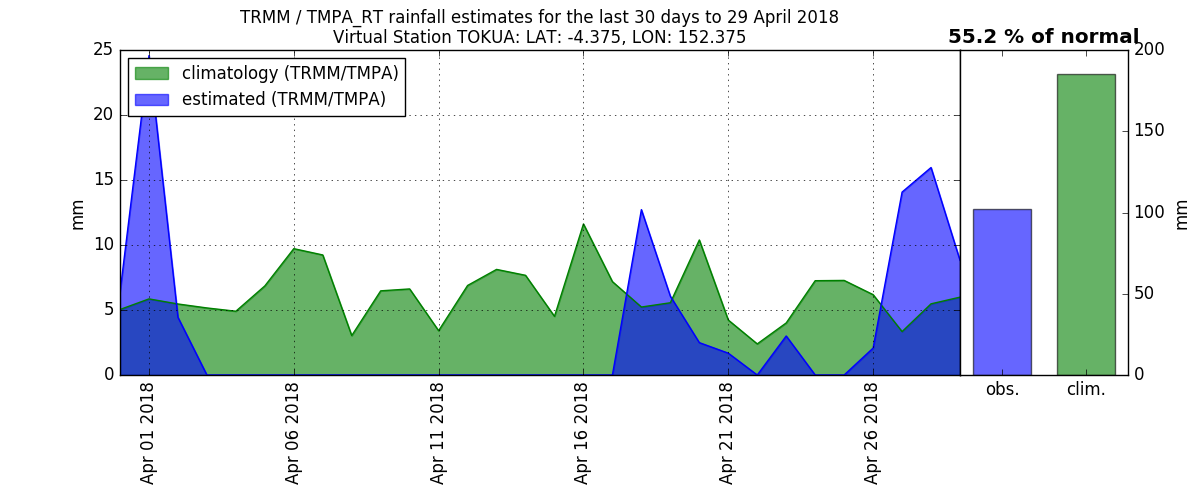 TRMM / TMPA_RT rainfall estimates for the last 30 days to 29 April 2018
Virtual Station TOKUA: LAT: -4.375, LON: 152.375
55.2 % of normal
climatology (TRMM/TMPA)
estimated (TRMM/TMPA)
25
20
15
10
5
0
mm
Apr 01 2018
Apr 06 2018
Apr 11 2018
Apr 16 2018
Apr 21 2018
Apr 26 2018
200
150
100
50
0
mm
obs.
clim.